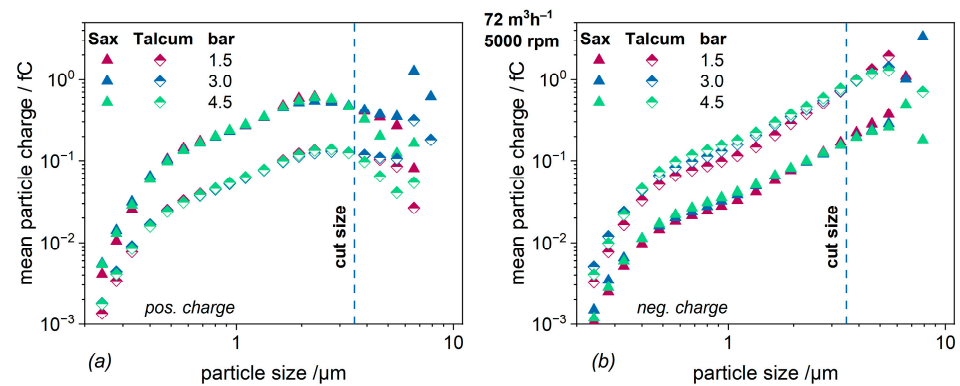 72 m³h⁻¹
5000 rpm
Sax Talcum bar
1.5
3.0
4.5
10⁰
10⁻¹
10⁻²
10⁻³
mean particle charge / fC
cut size
pos. charge
(a)
1 10
particle size /µm
Sax Talcum bar
1.5
3.0
4.5
10⁰
10⁻¹
10⁻²
10⁻³
mean particle charge / fC
cut size
neg. charge
(b)
1 10
particle size /µm